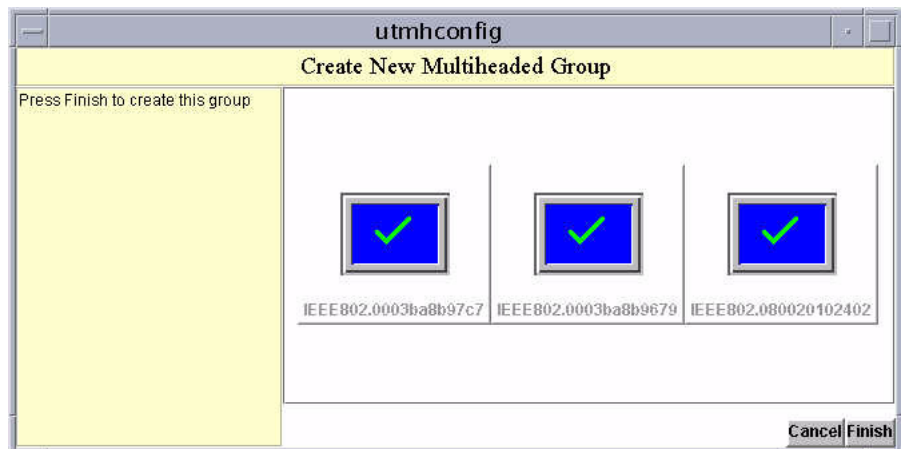 utmhconfig
Create New Multiheaded Group
Press Finish to create this group
IEEE802.0003ba8b97c7 IEEE802.0003ba8b9679 IEEE802.080020102402
Cancel Finish